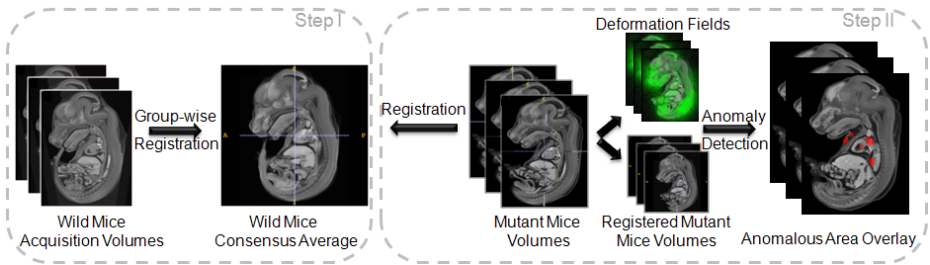 Step I
Step II
Deformation Fields
Group-wise
Registration
A
P
Registration
Anomaly
Detection
Wild Mice
Acquisition Volumes
Wild Mice
Consensus Average
Mutant Mice
Volumes
Registered Mutant
Mice Volumes
Anomalous Area Overlay